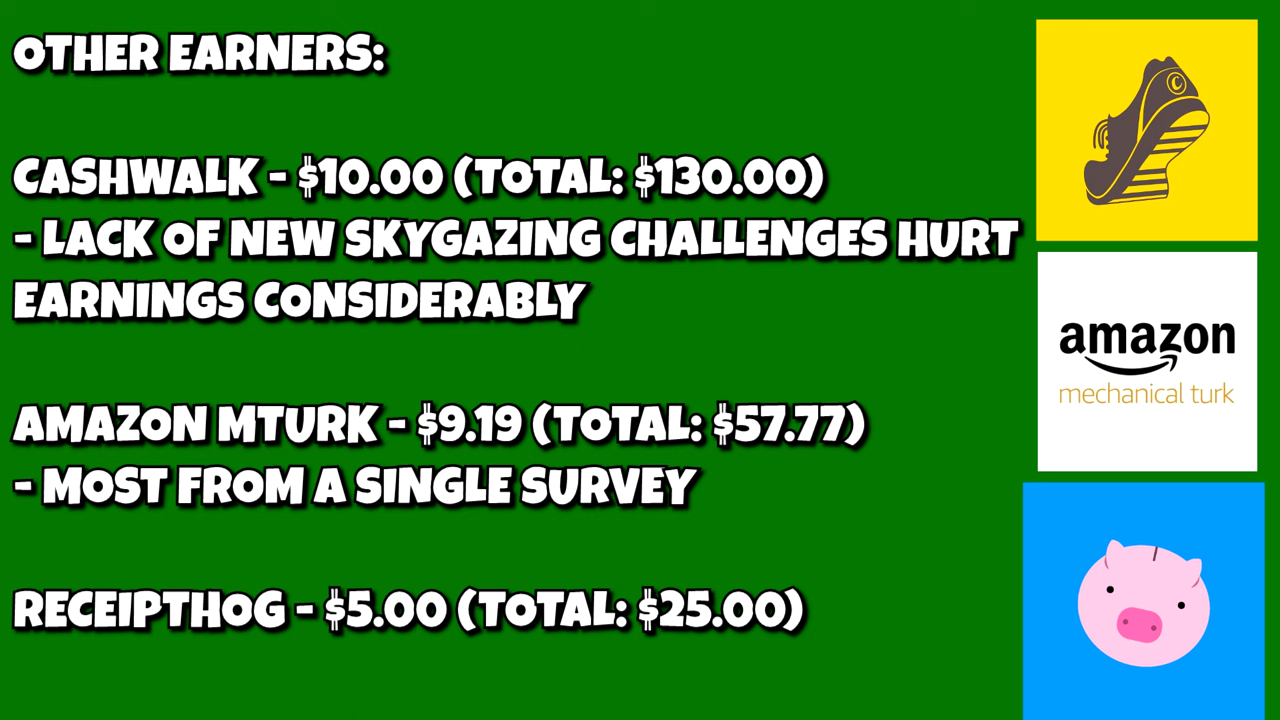 OTHER EARNERS:
CASHWALK - $10.00 (TOTAL: $130.00)
- LACK OF NEW SKYGAZING CHALLENGES HURT
EARNINGS CONSIDERABLY
AMAZON MTURK - $9.19 (TOTAL: $57.77)
- MOST FROM A SINGLE SURVEY
RECEIPTHOG - $5.00 (TOTAL: $25.00)
C
amazon
mechanical turk